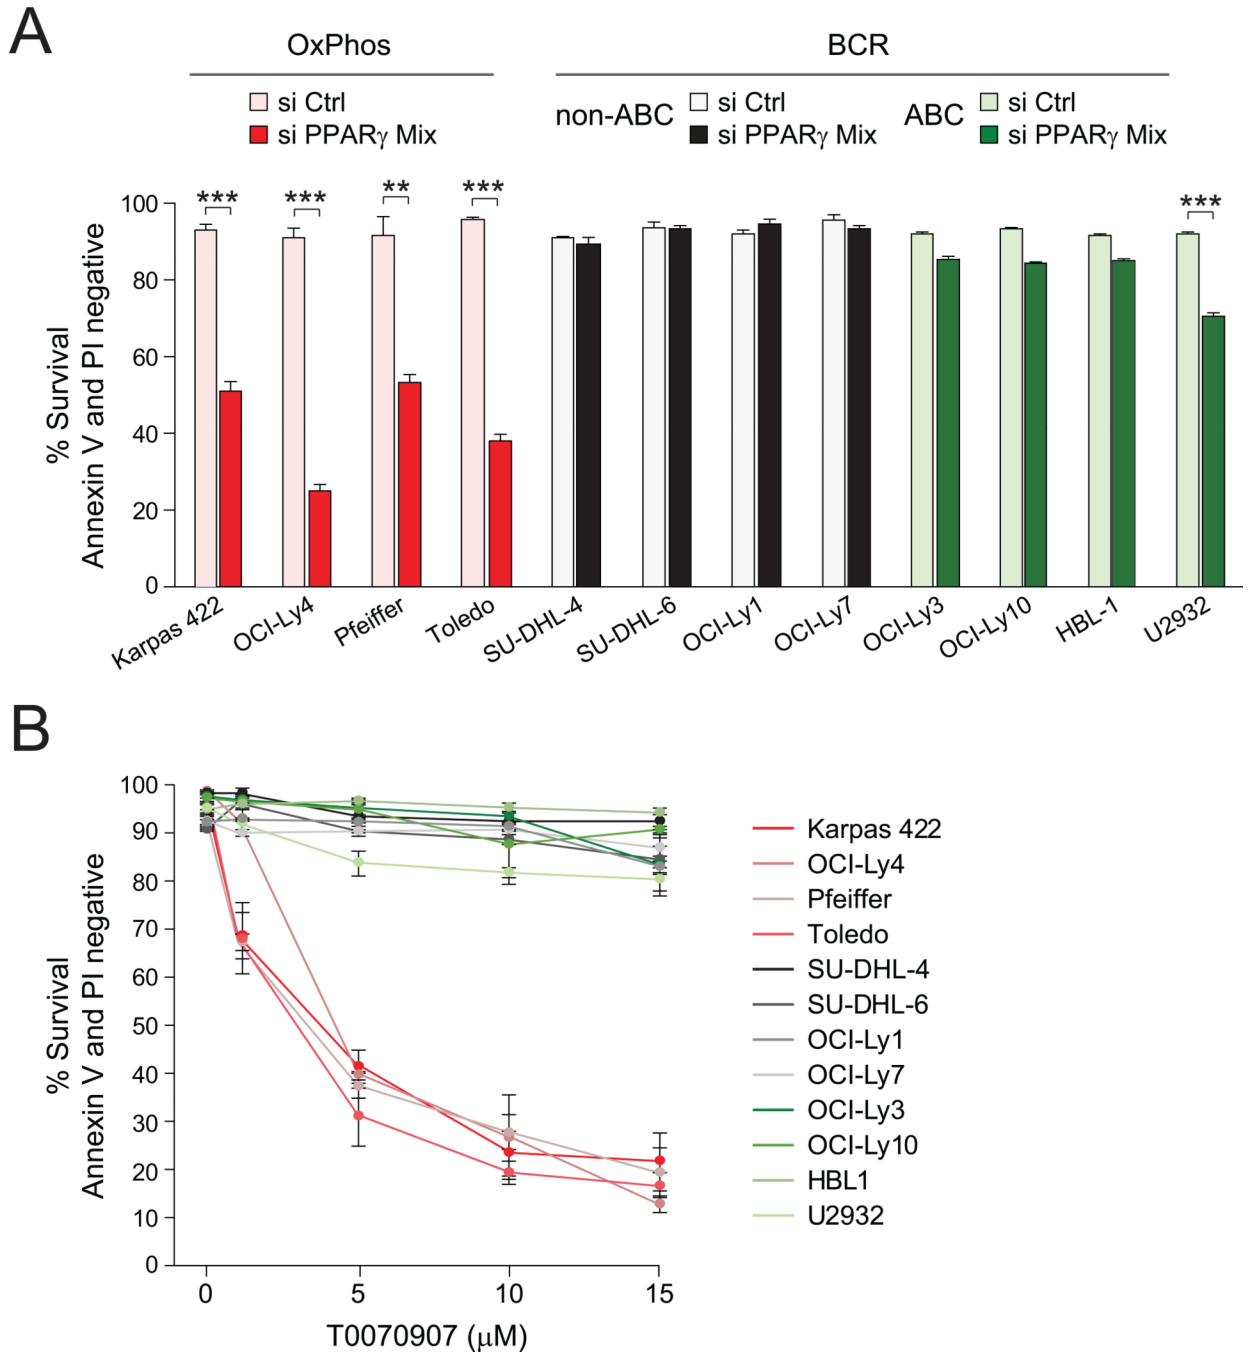 A
OxPhos
BCR
si Ctrl
si PPARγ Mix
non-ABC
si Ctrl
si PPARγ Mix
ABC
si Ctrl
si PPARγ Mix
% Survival
Annexin V and PI negative
100
80
60
40
20
0
***
***
**
***
***
Karpas 422
OCI-Ly4
Pfeiffer
Toledo
SU-DHL-4
SU-DHL-6
OCI-Ly1
OCI-Ly7
OCI-Ly3
OCI-Ly10
HBL-1
U2932
B
% Survival
Annexin V and PI negative
100
90
80
70
60
50
40
30
20
10
0
0
5
10
15
T0070907 (μM)
Karpas 422
OCI-Ly4
Pfeiffer
Toledo
SU-DHL-4
SU-DHL-6
OCI-Ly1
OCI-Ly7
OCI-Ly3
OCI-Ly10
HBL1
U2932